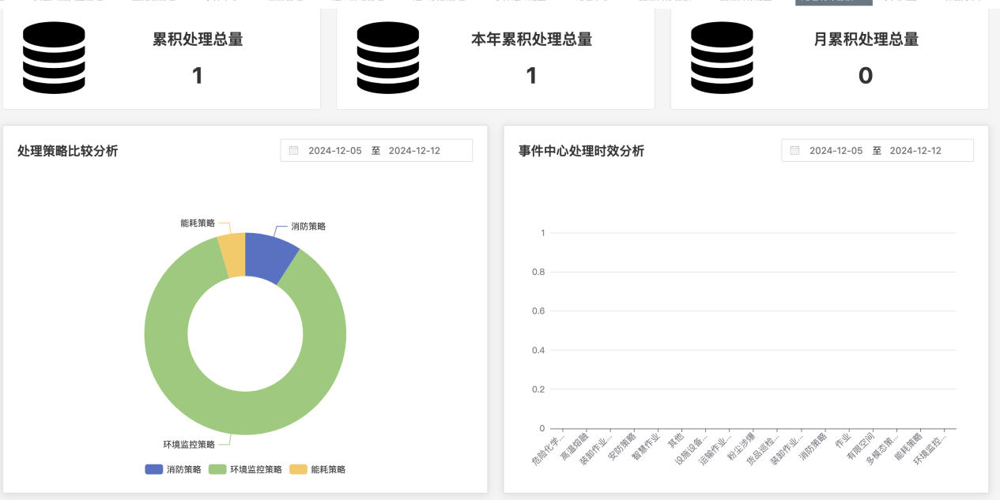 累积处理总量
1
本年累积处理总量
1
月累积处理总量
0
处理策略比较分析
2024-12-05 至 2024-12-12
能耗策略
消防策略
环境监控策略
消防策略 环境监控策略 能耗策略
事件中心处理时效分析
2024-12-05 至 2024-12-12
1
0.8
0.6
0.4
0.2
0
危险化学...
高温熔融
装卸作业...
安防策略
智慧作业
其他
设施设备...
运输作业...
粉尘涉爆
货品巡检...
装卸作业...
消防策略
作业
有限空间
多模态策...
能耗策略
环境监控...